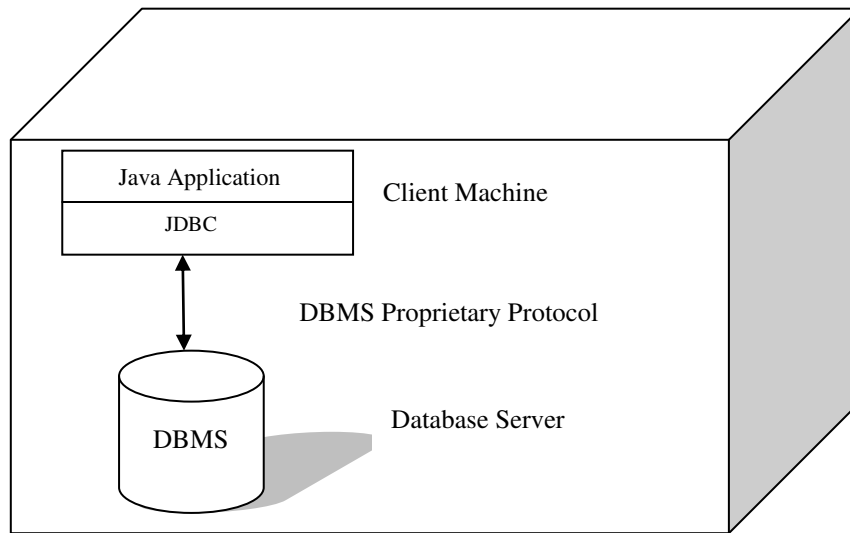 Java Application
Client Machine
JDBC
DBMS Proprietary Protocol
Database Server
DBMS